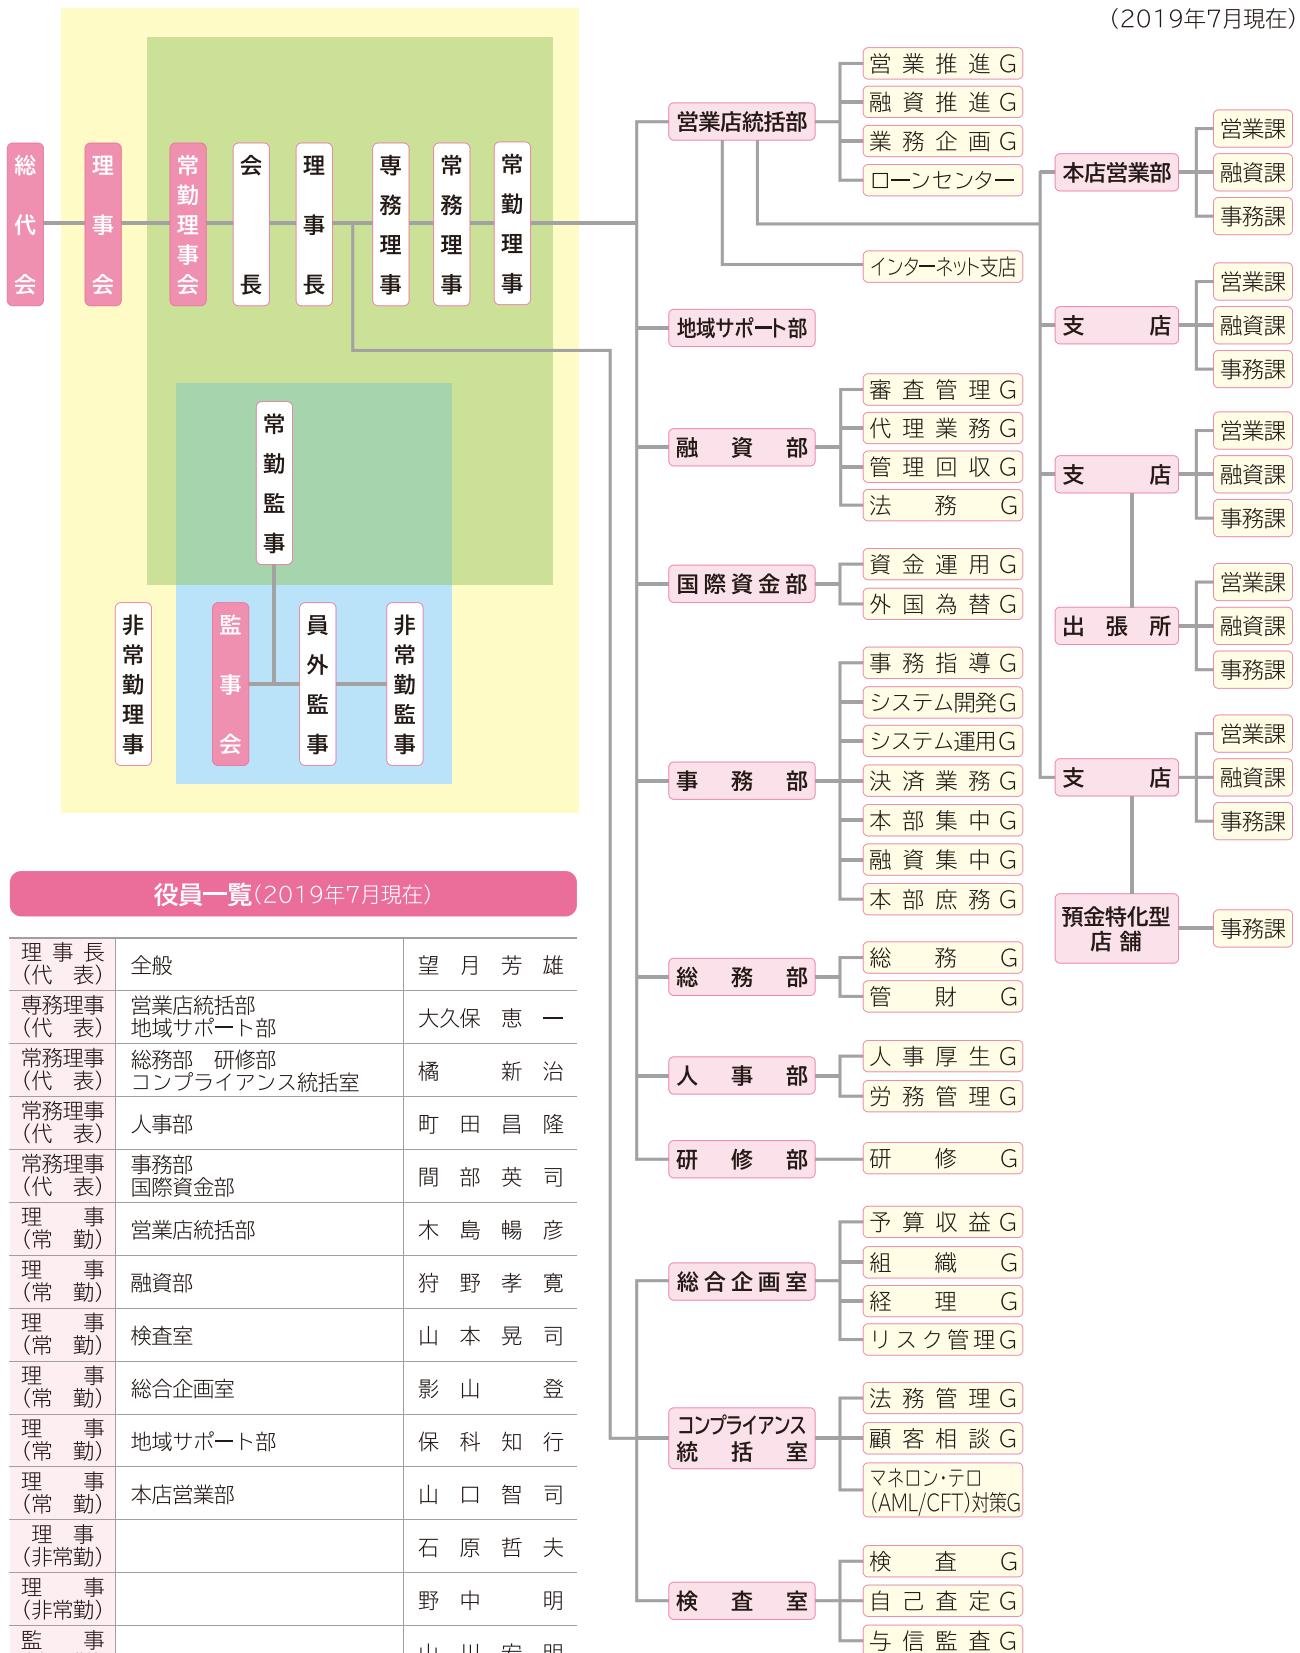 (2019年7月現在)
総代会
理事会
常勤理事会
会長
理事長
専務理事
常務理事
常勤理事
常勤監事
非常勤理事
監事会
員外監事
非常勤監事
営業店統括部
営業推進G
融資推進G
業務企画G
ローンセンター
インターネット支店
地域サポート部
融資部
審査管理G
代理業務G
管理回収G
法務G
国際資金部
資金運用G
外国為替G
事務部
事務指導G
システム開発G
システム運用G
決済業務G
本部集中G
融資集中G
本部庶務G
総務部
総務G
管財G
人事部
人事厚生G
労務管理G
研修部
研修G
総合企画室
予算収益G
組織G
経理G
リスク管理G
コンプライアンス
統括室
法務管理G
顧客相談G
マネロン・テロ
(AML/CFT)対策G
検査室
検査G
自己査定G
与信監査G
本店営業部
営業課
融資課
事務課
支店
営業課
融資課
事務課
支店
営業課
融資課
事務課
出張所
営業課
融資課
事務課
支店
営業課
融資課
事務課
預金特化型
店舗
事務課
役員一覧(2019年7月現在)
理事長
(代表)
全般
望月芳雄
専務理事
(代表)
営業店統括部
地域サポート部
大久保恵一
常務理事
(代表)
総務部 研修部
コンプライアンス統括室
橘新治
常務理事
(代表)
人事部
町田昌隆
常務理事
(代表)
事務部
国際資金部
間部英司
理事
(常勤)
営業店統括部
木島暢彦
理事
(常勤)
融資部
狩野孝寛
理事
(常勤)
検査室
山本晃司
理事
(常勤)
総合企画室
影山登
理事
(常勤)
地域サポート部
保科知行
理事
(常勤)
本店営業部
山口智司
理事
(非常勤)
石原哲夫
理事
(非常勤)
野中明
監事